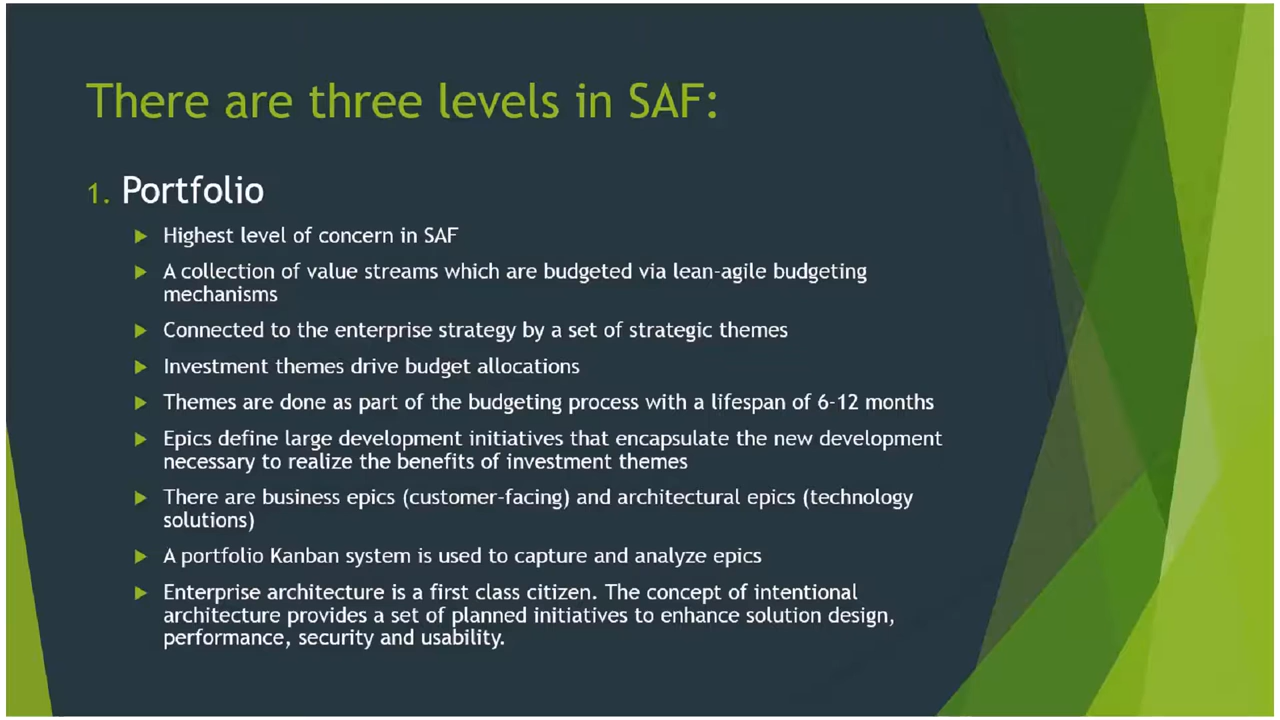 There are three levels in SAF:
1. Portfolio
Highest level of concern in SAF
A collection of value streams which are budgeted via lean-agile budgeting
mechanisms
Connected to the enterprise strategy by a set of strategic themes
Investment themes drive budget allocations
Themes are done as part of the budgeting process with a lifespan of 6-12 months
Epics define large development initiatives that encapsulate the new development
necessary to realize the benefits of investment themes
There are business epics (customer-facing) and architectural epics (technology
solutions)
A portfolio Kanban system is used to capture and analyze epics
Enterprise architecture is a first class citizen. The concept of intentional
architecture provides a set of planned initiatives to enhance solution design,
performance, security and usability.